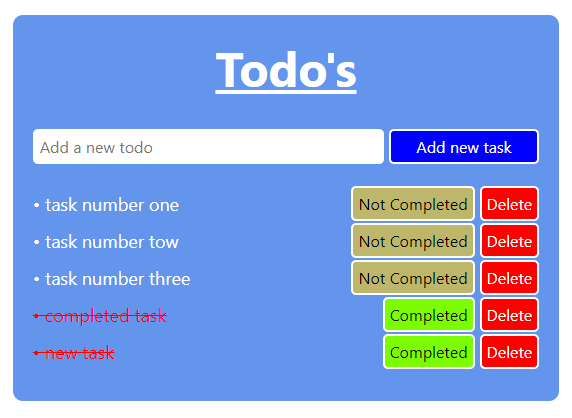 Todo's
Add a new todo Add new task
• task number one Not Completed Delete
• task number tow Not Completed Delete
• task number three Not Completed Delete
• completed task Completed Delete
• new task Completed Delete